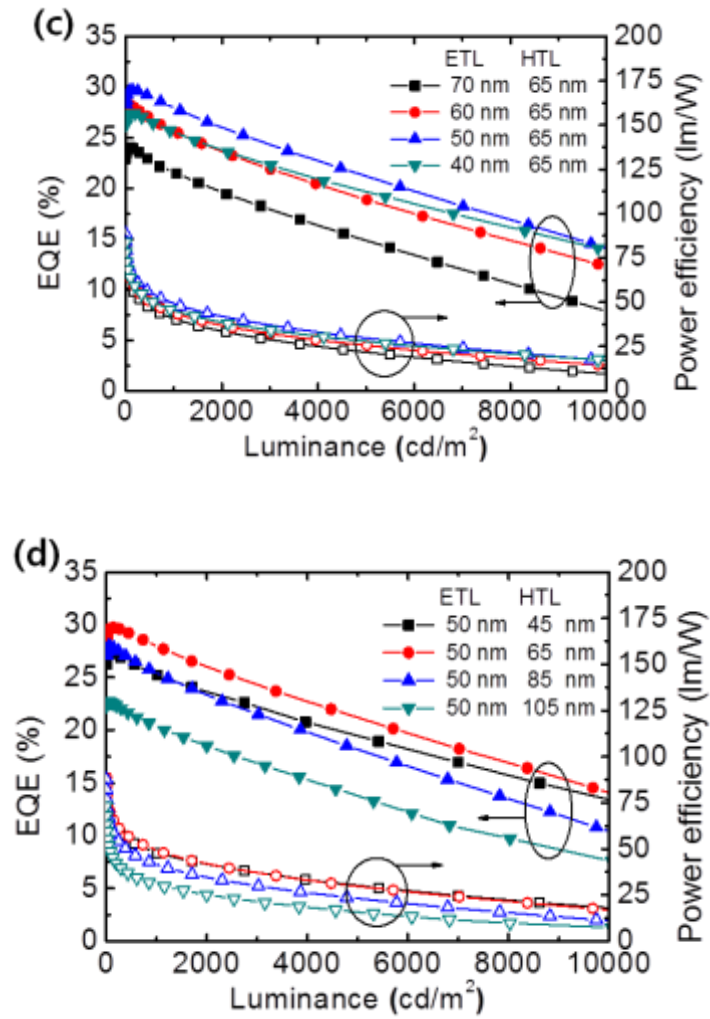 (c)
EQE (%)
35
30
25
20
15
10
5
0
ETL HTL
70 nm 65 nm
60 nm 65 nm
50 nm 65 nm
40 nm 65 nm
200
175
150
125
100
75
50
25
0
Power efficiency (lm/W)
0 2000 4000 6000 8000 10000
Luminance (cd/m²)
(d)
EQE (%)
35
30
25
20
15
10
5
0
ETL HTL
50 nm 45 nm
50 nm 65 nm
50 nm 85 nm
50 nm 105 nm
200
175
150
125
100
75
50
25
0
Power efficiency (lm/W)
0 2000 4000 6000 8000 10000
Luminance (cd/m²)